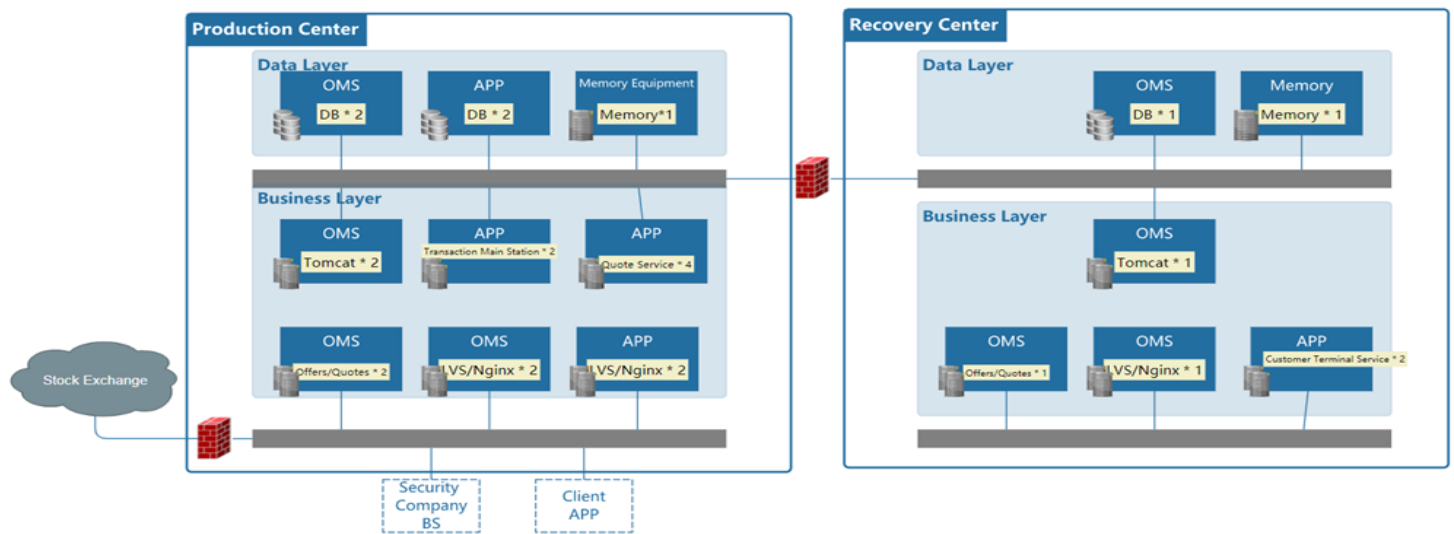 Production Center
Data Layer
OMS
DB * 2
APP
DB * 2
Memory Equipment
Memory*1
Business Layer
OMS
Tomcat * 2
APP
Transaction Main Station * 2
APP
Quote Service * 4
OMS
Offers/Quotes * 2
OMS
LVS/Nginx * 2
APP
LVS/Nginx * 2
Stock Exchange
Security
Company
BS
Client
APP
Recovery Center
Data Layer
OMS
DB * 1
Memory
Memory * 1
Business Layer
OMS
Tomcat * 1
OMS
Offers/Quotes * 1
OMS
LVS/Nginx * 1
APP
Customer Terminal Service * 2